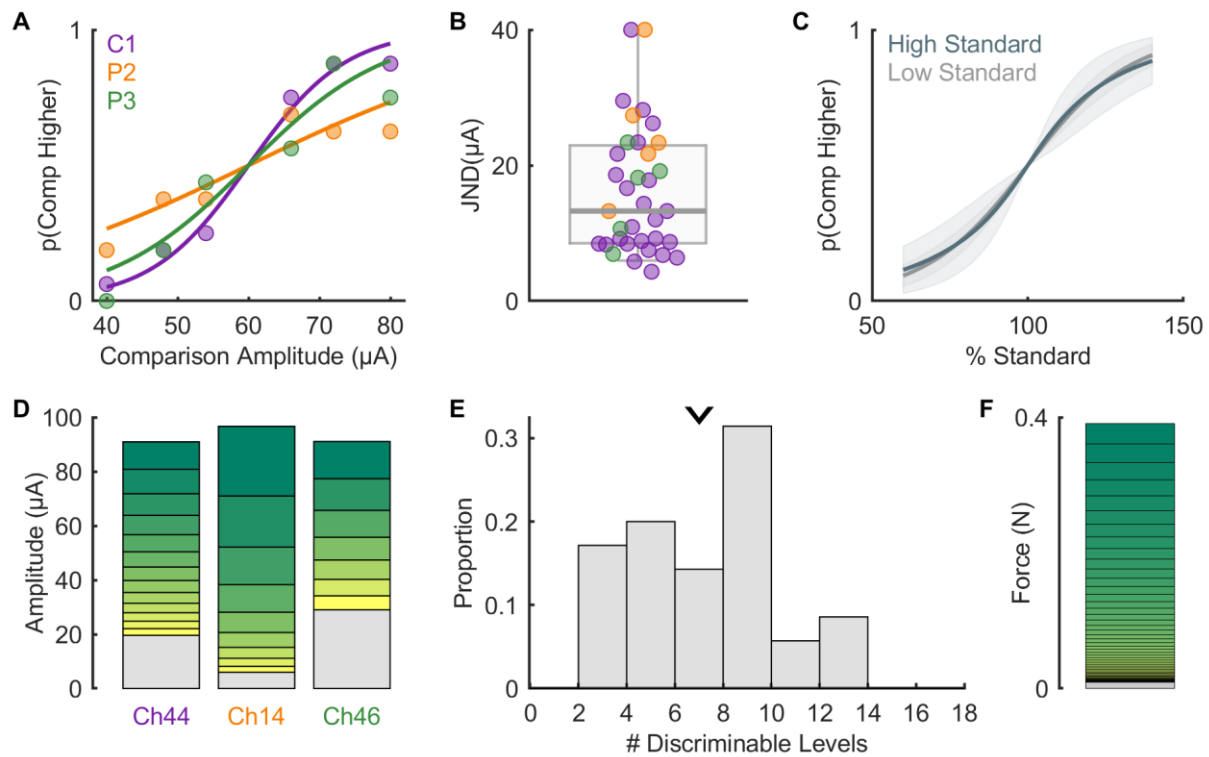 A
C1
P2
P3
p(Comp Higher)
1
0
40 50 60 70 80
Comparison Amplitude (µA)
B
JND(µA)
40
20
0
C
High Standard
Low Standard
p(Comp Higher)
1
0
50 100 150
% Standard
D
Amplitude (µA)
100
80
60
40
20
0
Ch44 Ch14 Ch46
E
Proportion
0.3
0.2
0.1
0
0 2 4 6 8 10 12 14 16 18
# Discriminable Levels
F
Force (N)
0.4
0